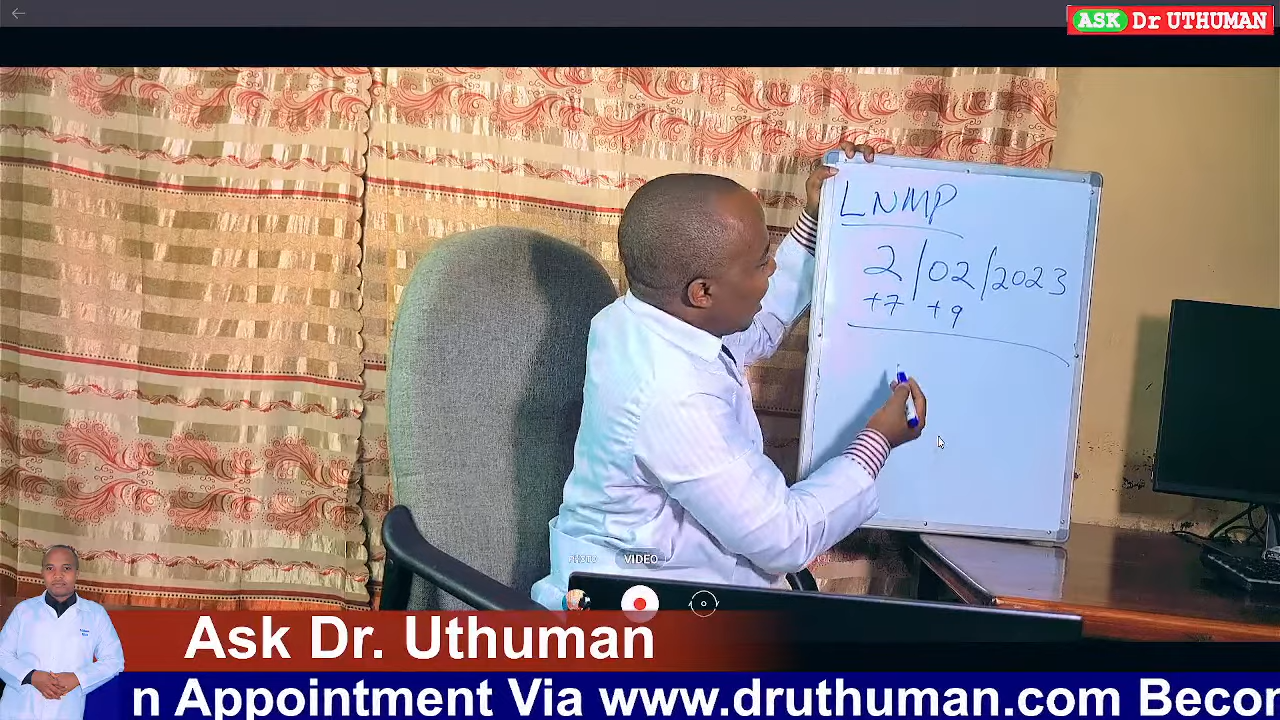 ASK Dr UTHUMAN
LNMP
2/02/2023
+7 +9
PHOTO VIDEO
Ask Dr. Uthuman
n Appointment Via www.druthuman.com Becor